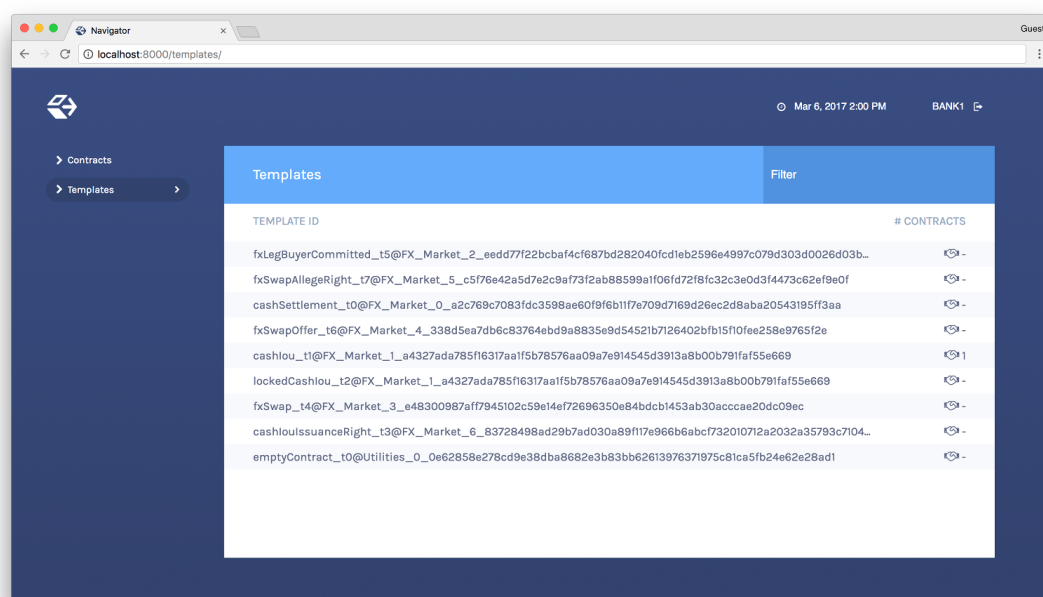 Navigator
Guest
localhost:8000/templates/
Mar 6, 2017 2:00 PM
BANK1
Contracts
Templates
Templates
Filter
TEMPLATE ID # CONTRACTS
fxLegBuyerCommitted_t5@FX_Market_2_eedd77f22bcbaf4cf687bd282040fcd1eb2596e4997c079d303d0026d03b... -
fxSwapAllegeRight_t7@FX_Market_5_c5f76e42a5d7e2c9af73f2ab88599a1f06fd72f8fc32c3e0d3f4473c62ef9e0f -
cashSettlement_t0@FX_Market_0_a2c769c7083fdc3598ae60f9f6b11f7e709d7169d26ec2d8aba20543195ff3aa -
fxSwapOffer_t6@FX_Market_4_338d5ea7db6c83764ebd9a8835e9d54521b7126402bfb15f10fee258e9765f2e -
cashIou_t1@FX_Market_1_a4327ada785f16317aa1f5b78576aa09a7e914545d3913a8b00b791faf55e669 1
lockedCashIou_t2@FX_Market_1_a4327ada785f16317aa1f5b78576aa09a7e914545d3913a8b00b791faf55e669 -
fxSwap_t4@FX_Market_3_e48300987aff7945102c59e14ef72696350e84bdcb1453ab30acccae20dc09ec -
cashIouIssuanceRight_t3@FX_Market_6_83728498ad29b7ad030a89f117e966b6abcf732010712a2032a35793c7104... -
emptyContract_t0@Utilities_0_0e62858e278cd9e38dba8682e3b83bb62613976371975c81ca5fb24e62e28ad1 -